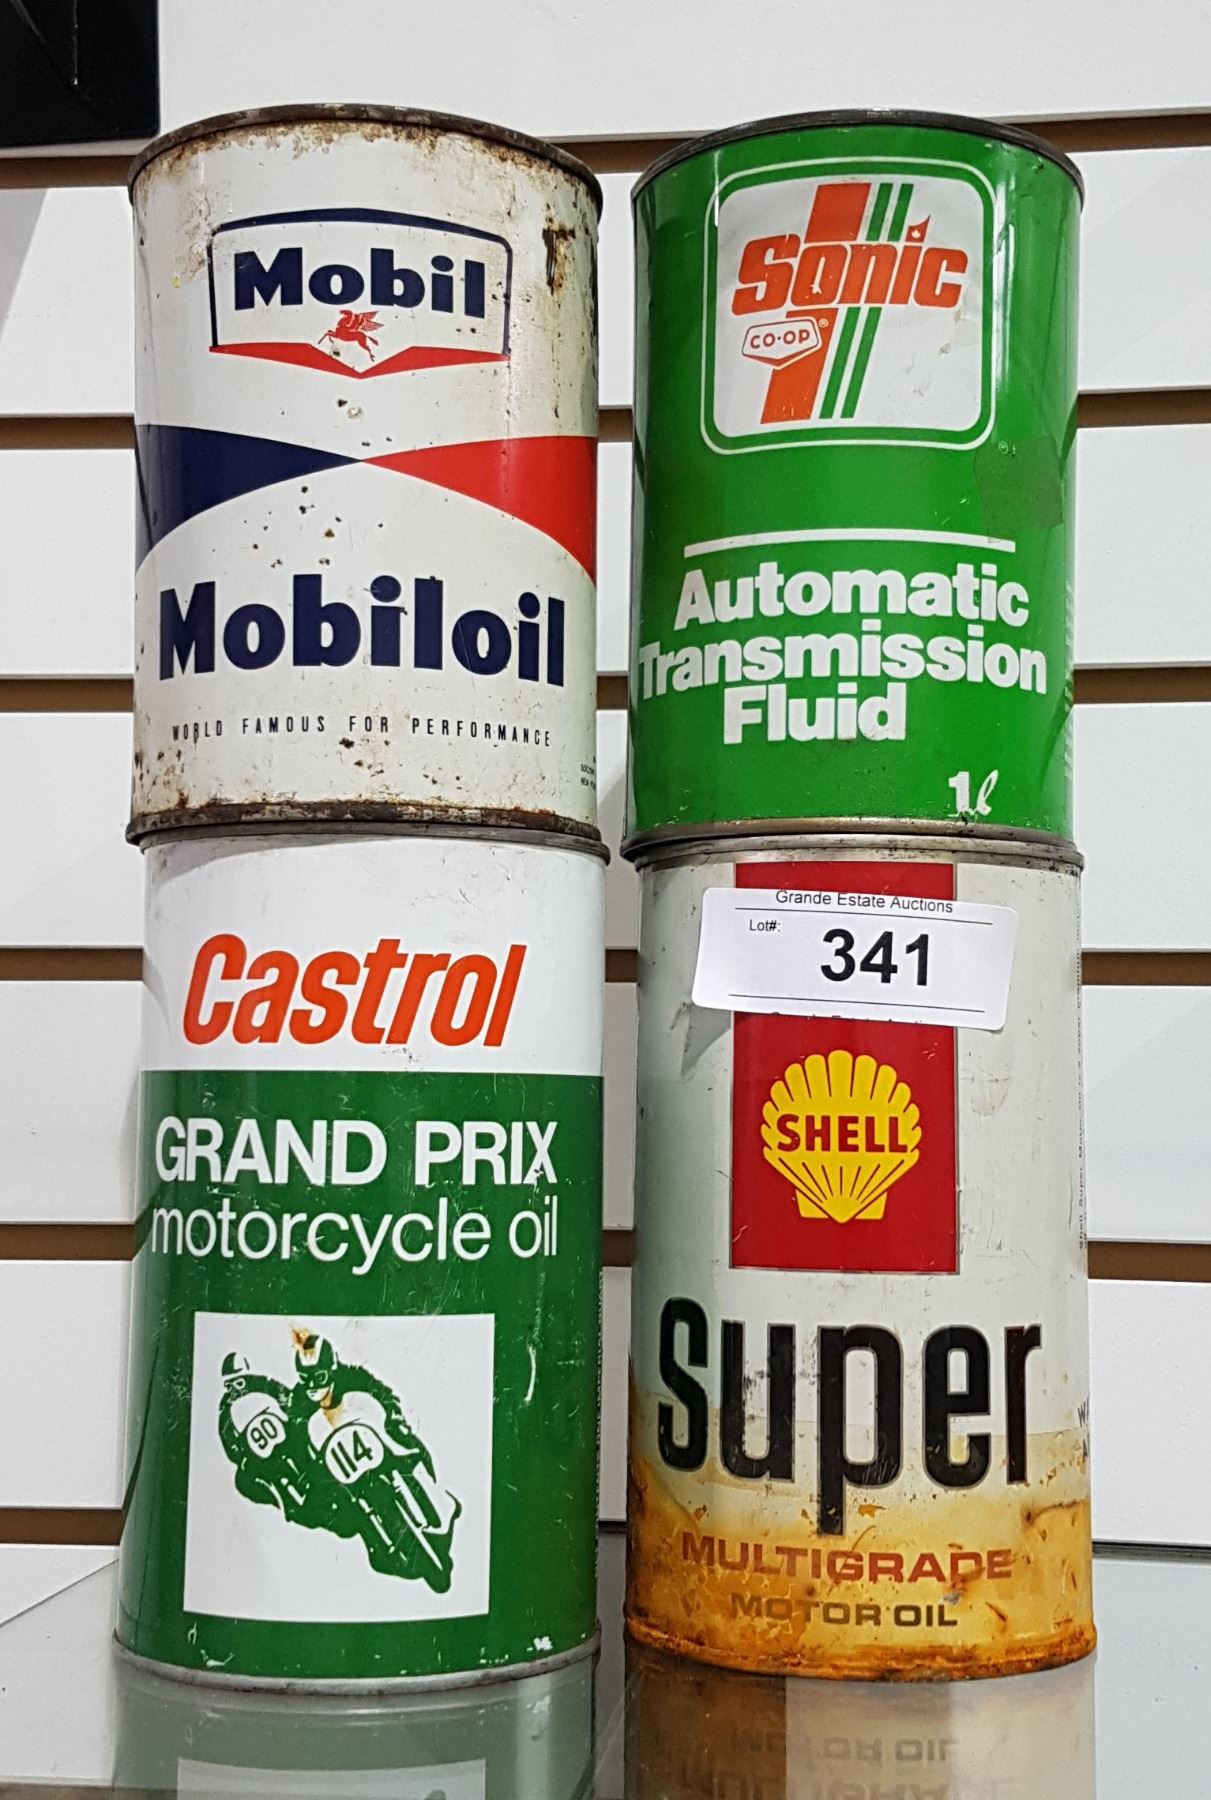 Mobil
Mobiloil
WORLD FAMOUS FOR PERFORMANCE
Sonic
CO-OP®
Automatic
Transmission
Fluid
1ℓ
Castrol
GRAND PRIX
motorcycle oil
90
114
Grande Estate Auctions
Lot#:
341
SHELL
Super
MULTIGRADE
MOTOR OIL